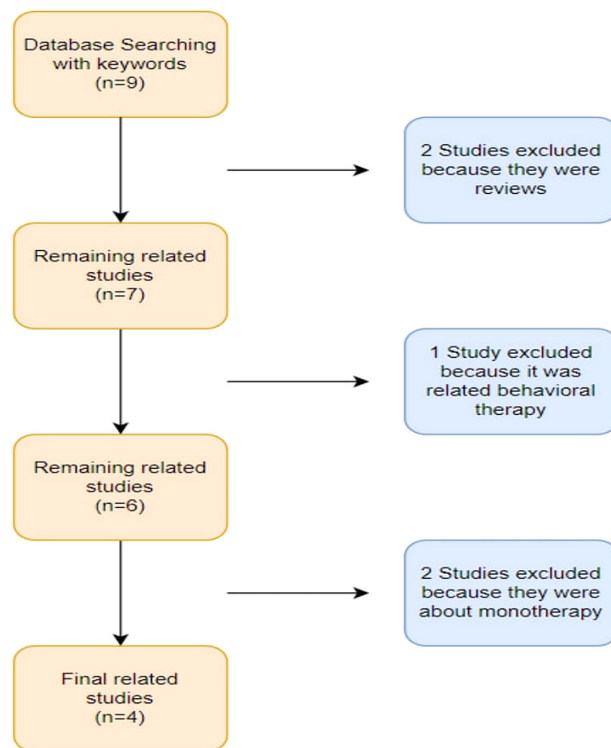 Database Searching
with keywords
(n=9)
2 Studies excluded
because they were
reviews
Remaining related
studies
(n=7)
1 Study excluded
because it was
related behavioral
therapy
Remaining related
studies
(n=6)
2 Studies excluded
because they were
about monotherapy
Final related
studies
(n=4)